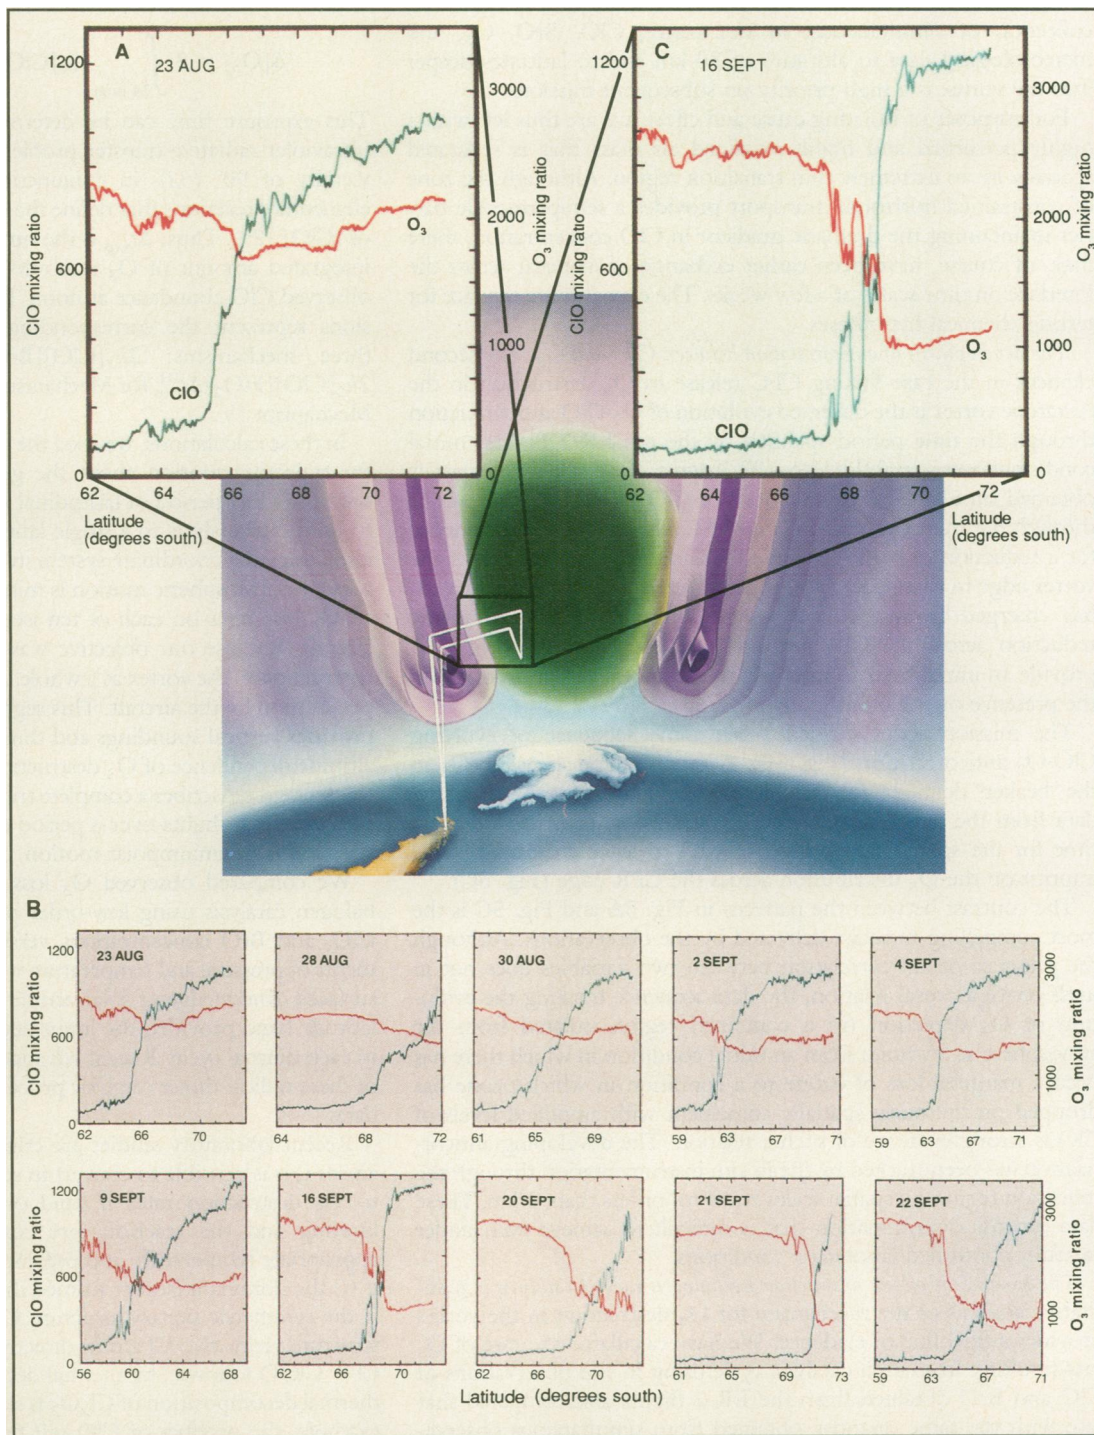 A
23 AUG
1200
600
0
ClO mixing ratio
3000
2000
1000
0
O3 mixing ratio
O3
ClO
62 64 66 68 70 72
Latitude
(degrees south)
C
16 SEPT
1200
600
0
ClO mixing ratio
3000
2000
1000
0
O3 mixing ratio
O3
ClO
62 64 66 68 70 72
Latitude
(degrees south)
B
ClO mixing ratio
1200
600
0
23 AUG
62 66 70
28 AUG
64 68 72
30 AUG
61 65 69
2 SEPT
59 63 67 71
4 SEPT
59 63 67 71
3000
1000
O3 mixing ratio
ClO mixing ratio
1200
600
0
9 SEPT
56 58 60 62 64 66 68
16 SEPT
62 66 70
20 SEPT
62 66 70
21 SEPT
61 65 69 73
22 SEPT
59 63 67 71
3000
1000
O3 mixing ratio
Latitude (degrees south)